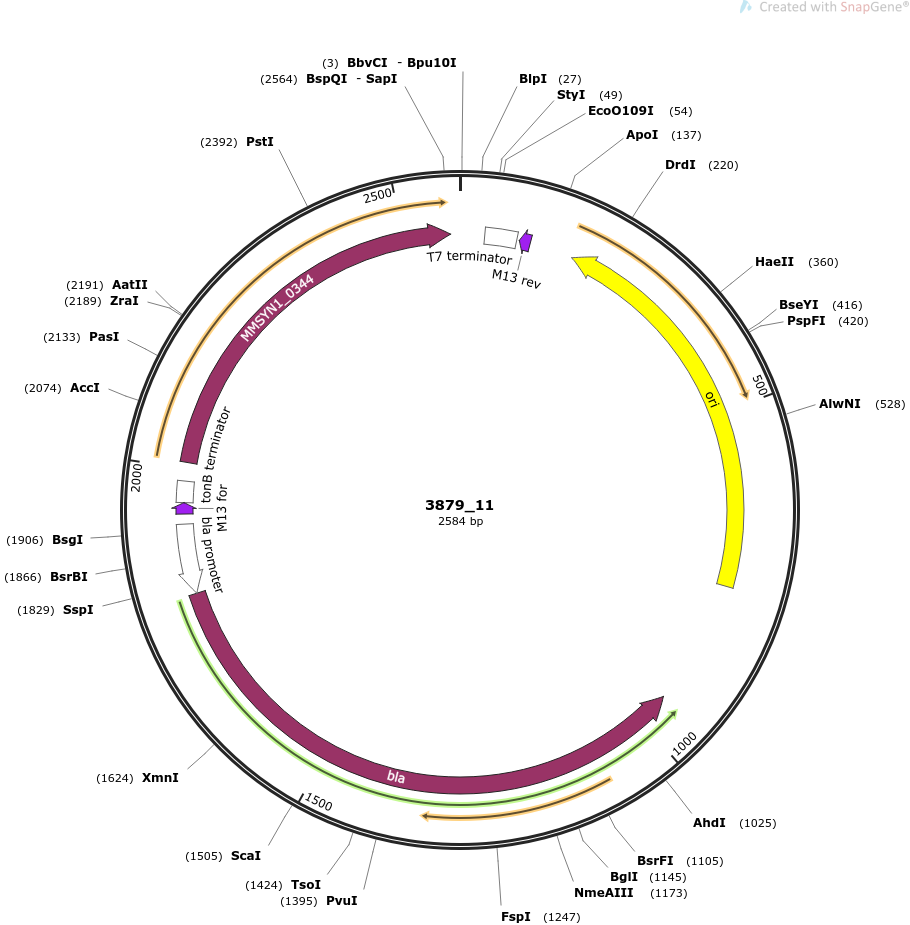 Created with SnapGene®
(3) BbvCI - Bpu10I
(2564) BspQI - SapI
BlpI (27)
StyI (49)
EcoO109I (54)
ApoI (137)
(2392) PstI
DrdI (220)
2500
T7 terminator
M13 rev
HaeII (360)
(2191) AatII
(2189) ZraI
BseYI (416)
PspFI (420)
MMSYN1_0344
(2133) PasI
(2074) AccI
500
ori
AlwNI (528)
tonB terminator
2000
M13 for
3879_11
2584 bp
bla promoter
(1906) BsgI
(1866) BsrBI
(1829) SspI
1000
(1624) XmnI
bla
1500
AhdI (1025)
(1505) ScaI
BsrFI (1105)
BglI (1145)
(1424) TsoI
NmeAIII (1173)
(1395) PvuI
FspI (1247)